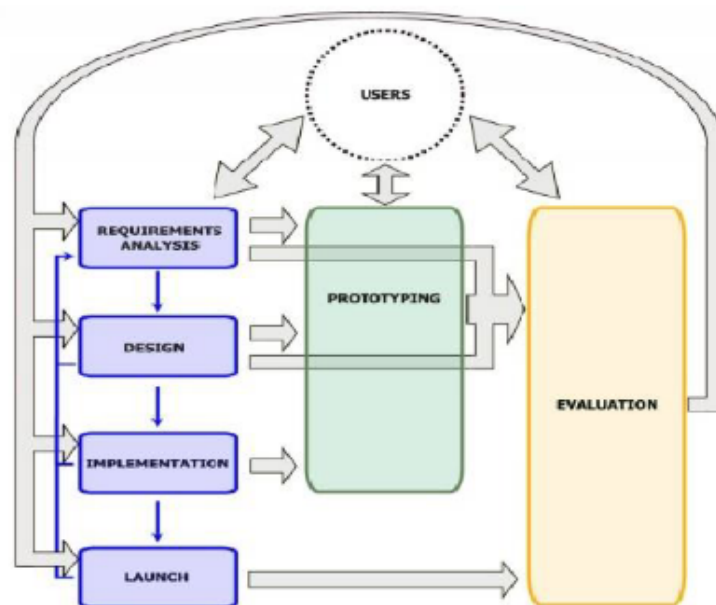 USERS
REQUIREMENTS
ANALYSIS
PROTOTYPING
DESIGN
EVALUATION
IMPLEMENTATION
LAUNCH